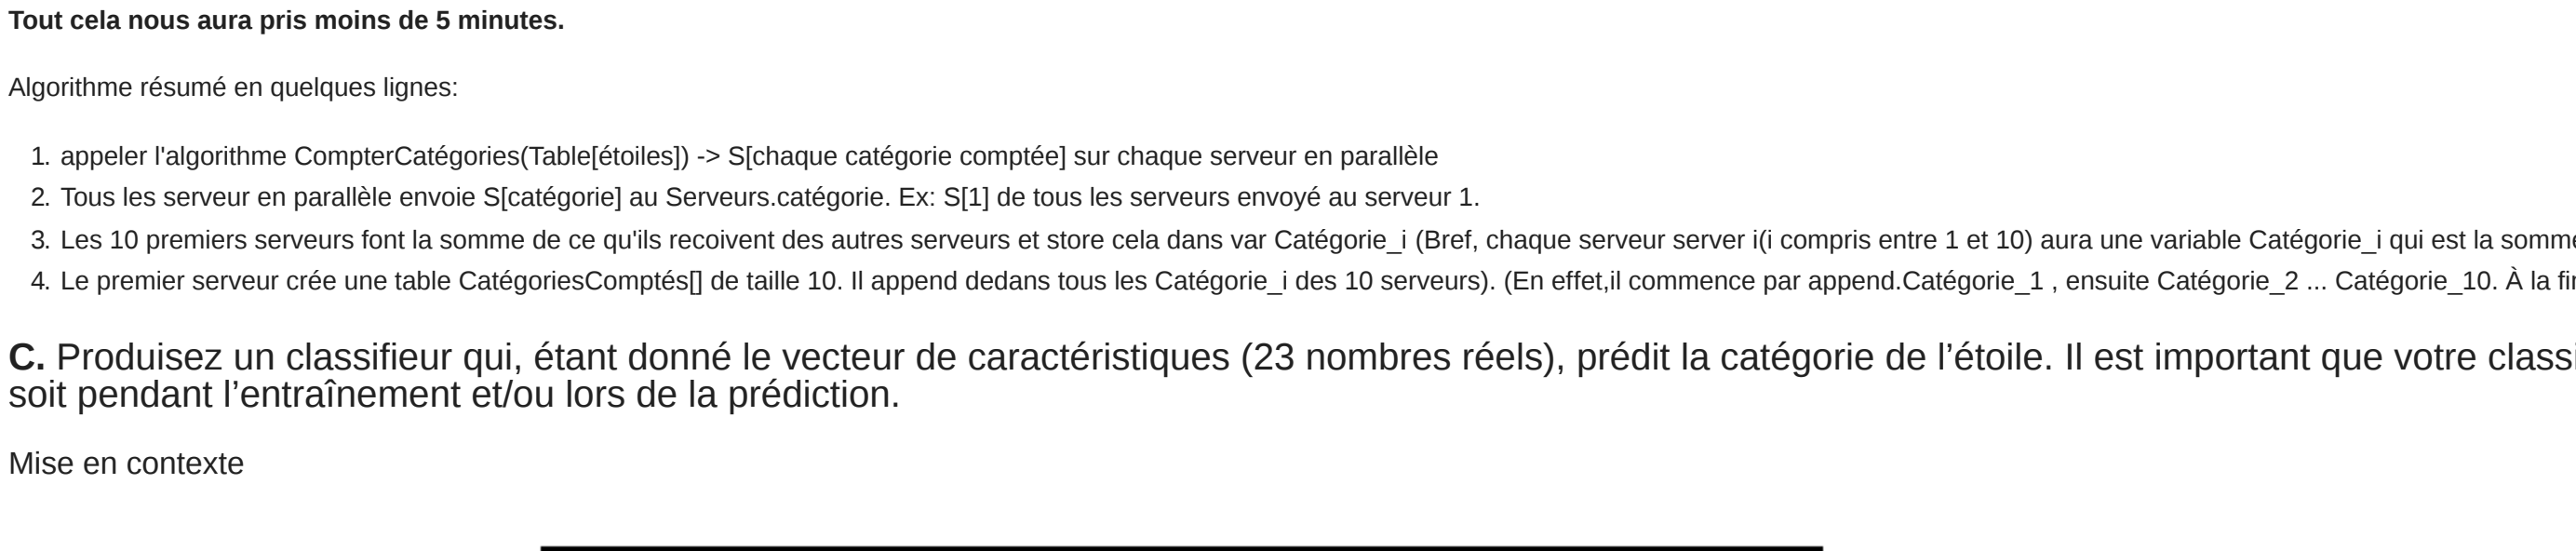 Tout cela nous aura pris moins de 5 minutes.
Algorithme résumé en quelques lignes:
1. appeler l'algorithme CompterCatégories(Table[étoiles]) -> S[chaque catégorie comptée] sur chaque serveur en parallèle
2. Tous les serveur en parallèle envoie S[catégorie] au Serveurs.catégorie. Ex: S[1] de tous les serveurs envoyé au serveur 1.
3. Les 10 premiers serveurs font la somme de ce qu'ils recoivent des autres serveurs et store cela dans var Catégorie_i (Bref, chaque serveur server i(i compris entre 1 et 10) aura une variable Catégorie_i qui est la somme
4. Le premier serveur crée une table CatégoriesComptés[] de taille 10. Il append dedans tous les Catégorie_i des 10 serveurs). (En effet,il commence par append.Catégorie_1 , ensuite Catégorie_2 ... Catégorie_10. À la
C. Produisez un classifieur qui, étant donné le vecteur de caractéristiques (23 nombres réels), prédit la catégorie de l’étoile. Il est important que votre
soit pendant l’entraînement et/ou lors de la prédiction.
Mise en contexte